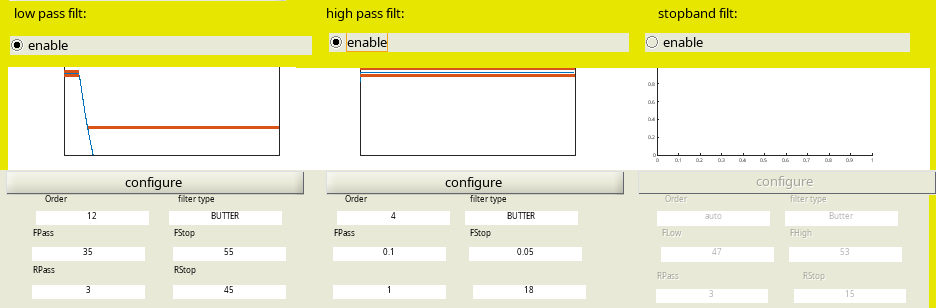 low pass filt: high pass filt: stopband filt:
enable enable enable
0.8
0.6
0.4
0.2
0
0 0.1 0.2 0.3 0.4 0.5 0.6 0.7 0.8 0.9 1
configure configure configure
Order filter type Order filter type Order filter type
12 BUTTER 4 BUTTER auto Butter
FPass FStop FPass FStop FLow FHigh
35 55 0.1 0.05 47 53
RPass RStop RPass RStop
3 45 1 18 3 15